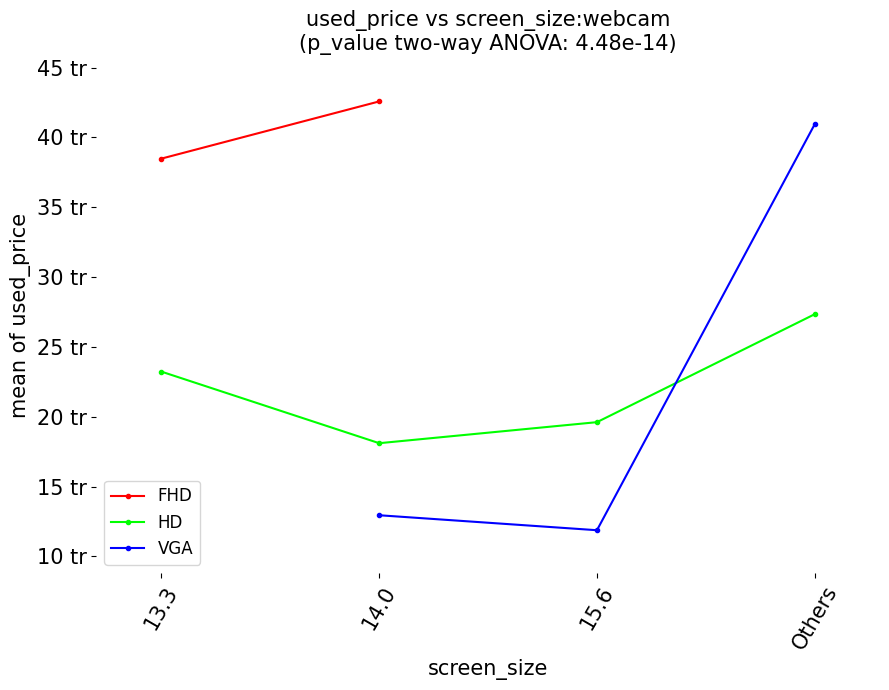 used_price vs screen_size:webcam
(p_value two-way ANOVA: 4.48e-14)
45 tr
40 tr
35 tr
30 tr
25 tr
20 tr
15 tr
10 tr
mean of used_price
FHD
HD
VGA
13.3
14.0
15.6
Others
screen_size